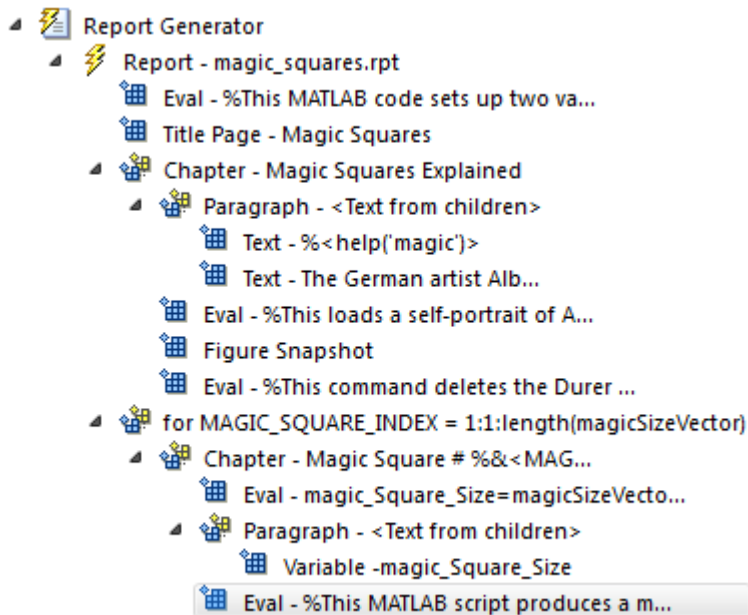 Report Generator
Report - magic_squares.rpt
Eval - %This MATLAB code sets up two va...
Title Page - Magic Squares
Chapter - Magic Squares Explained
Paragraph - <Text from children>
Text - %<help('magic')>
Text - The German artist Alb...
Eval - %This loads a self-portrait of A...
Figure Snapshot
Eval - %This command deletes the Durer ...
for MAGIC_SQUARE_INDEX = 1:1:length(magicSizeVector)
Chapter - Magic Square # %&<MAG...
Eval - magic_Square_Size=magicSizeVecto...
Paragraph - <Text from children>
Variable -magic_Square_Size
Eval - %This MATLAB script produces a m...